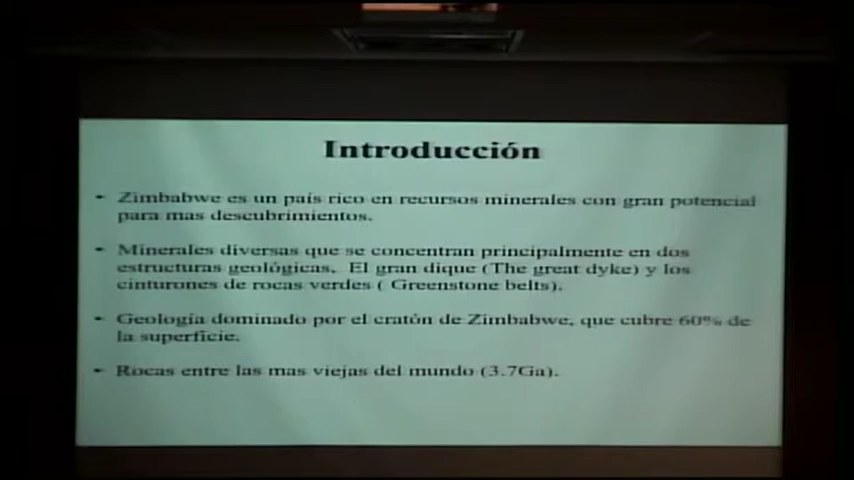 Introducción
• Zimbabwe es un país rico en recursos minerales con gran potencial
para mas descubrimientos.
• Minerales diversas que se concentran principalmente en dos
estructuras geológicas. El gran dique (The great dyke) y los
cinturones de rocas verdes ( Greenstone belts).
• Geología dominado por el cratón de Zimbabwe, que cubre 60% de
la superficie.
• Rocas entre las mas viejas del mundo (3.7Ga).